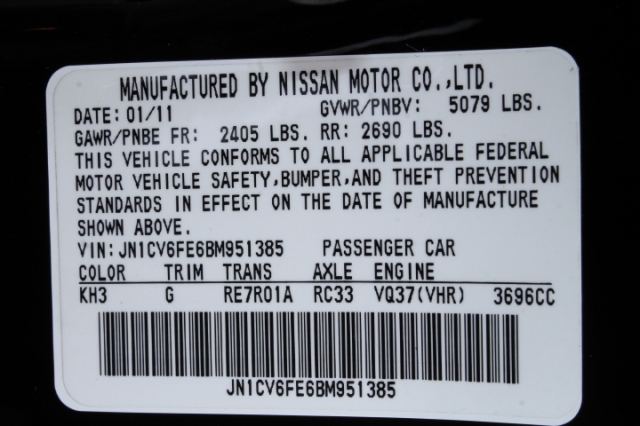 MANUFACTURED BY NISSAN MOTOR CO.,LTD.
DATE: 01/11 GVWR/PNBV: 5079 LBS.
GAWR/PNBE FR: 2405 LBS. RR: 2690 LBS.
THIS VEHICLE CONFORMS TO ALL APPLICABLE FEDERAL
MOTOR VEHICLE SAFETY,BUMPER,AND THEFT PREVENTION
STANDARDS IN EFFECT ON THE DATE OF MANUFACTURE
SHOWN ABOVE.
VIN:JN1CV6FE6BM951385 PASSENGER CAR
COLOR TRIM TRANS AXLE ENGINE
KH3 G RE7R01A RC33 VQ37(VHR) 3696CC
JN1CV6FE6BM951385